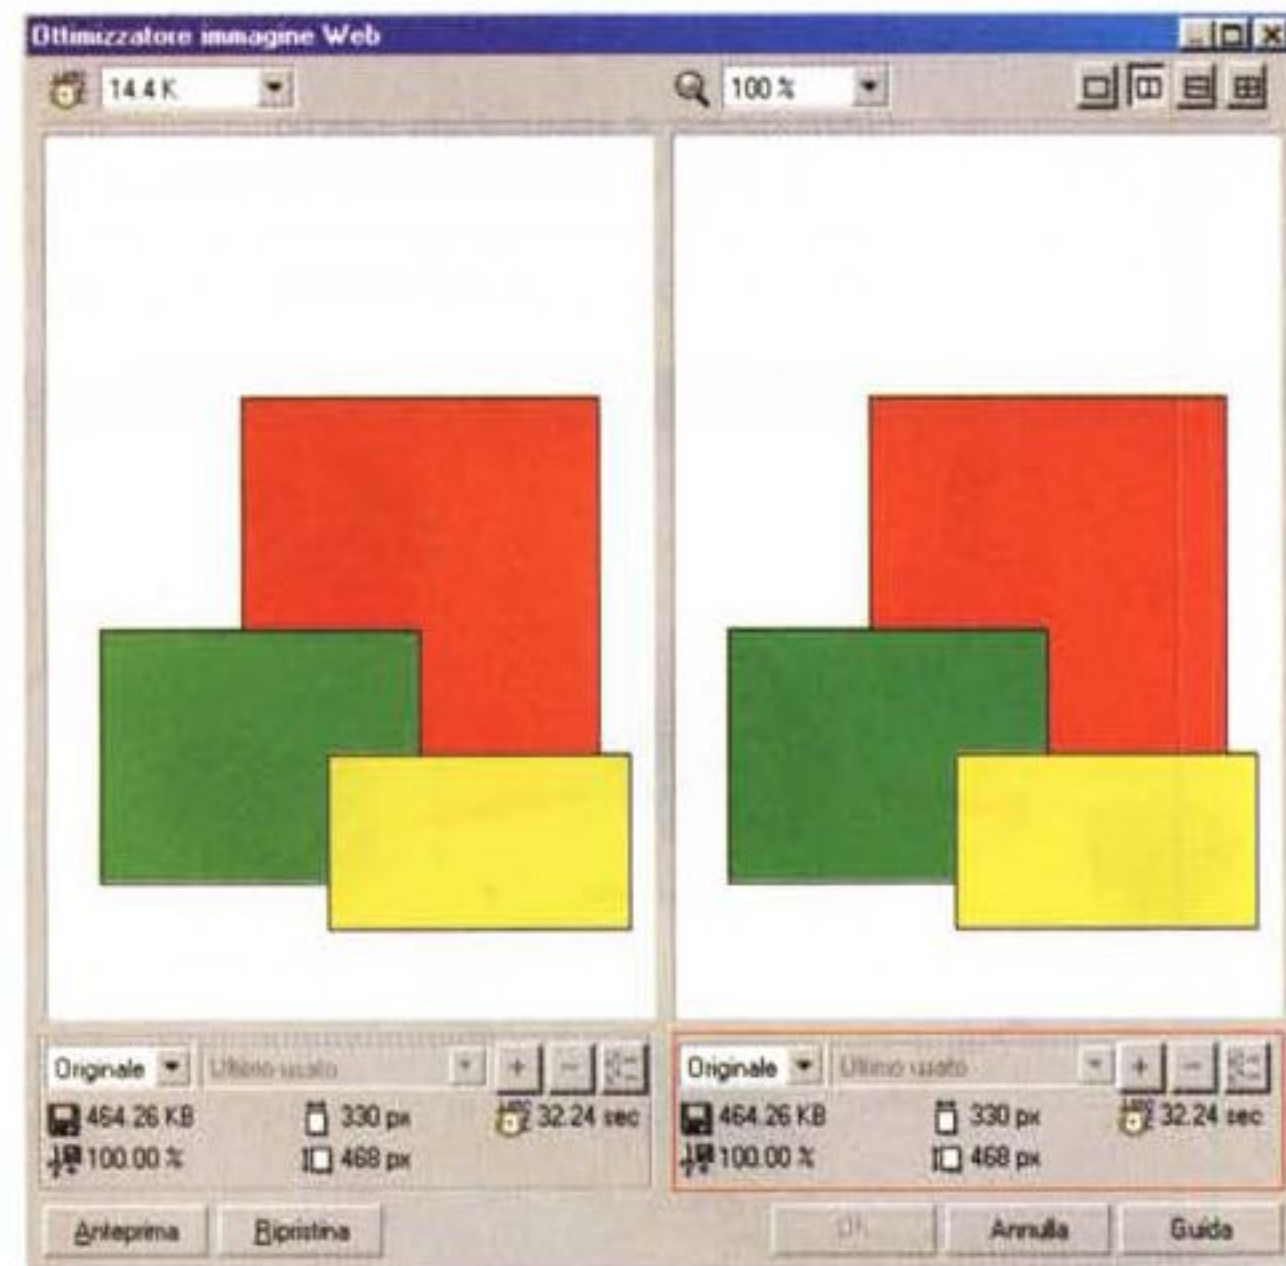 Ottimizzatore immagine Web
14.4 K 100 %
Originale Ultimo usato
464.26 KB 330 px 32.24 sec
100.00 % 468 px
Originale Ultimo usato
464.26 KB 330 px 32.24 sec
100.00 % 468 px
Anteprima Ripristina OK Annulla Guida